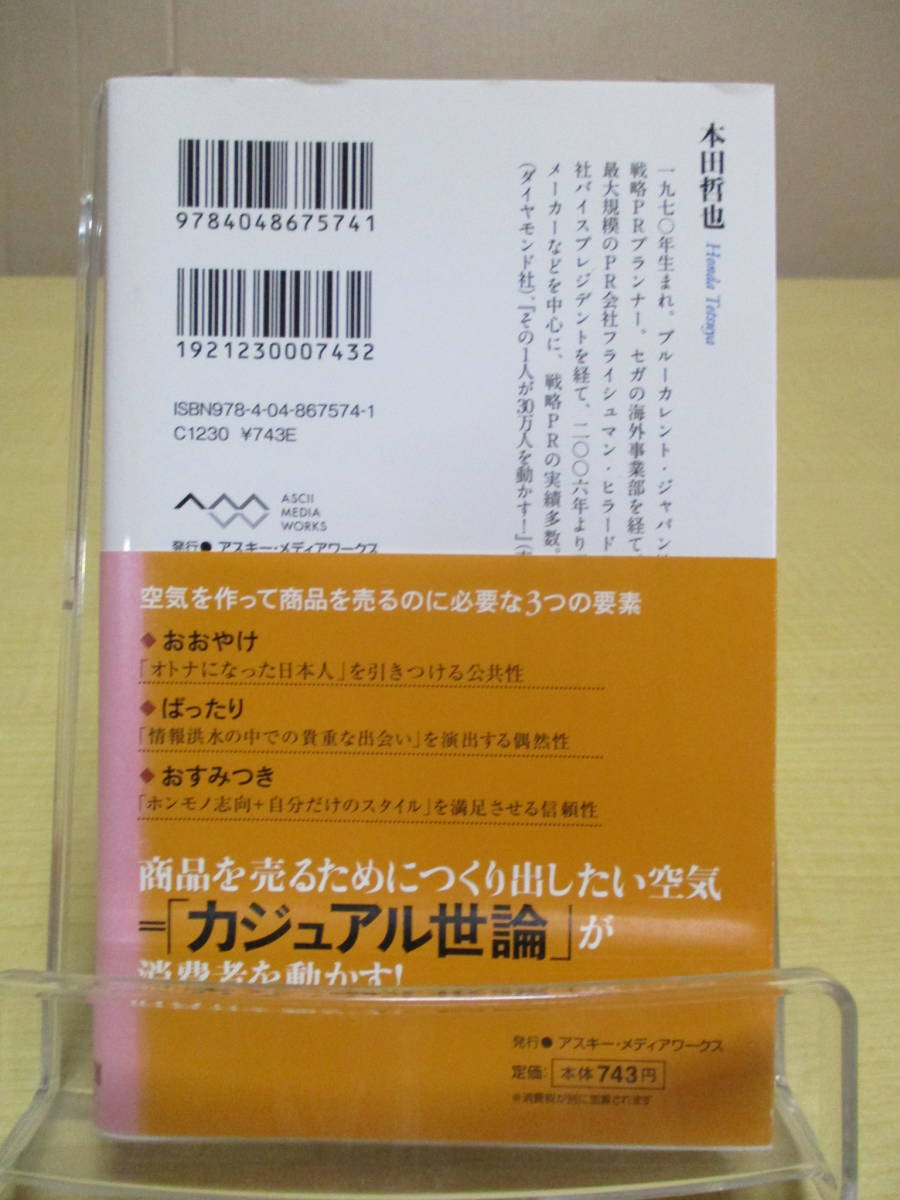 本田哲也 Honda Tetsuya
一九七〇年生まれ。ブルーカレント・ジャパン
戦略PRプランナー。セガの海外事業部を経て、
最大規模のPR会社フライシュマン・ヒラード
社バイスプレジデントを経て、二〇〇六年より
メーカーなどを中心に、戦略PRの実績多数。
(ダイヤモンド社)、『その1人が30万人を動かす!』(
9784048675741
1921230007432
ISBN978-4-04-867574-1
C1230 ¥743E
ASCII
MEDIA
WORKS
発行● アスキー・メディアワークス
空気を作って商品を売るのに必要な3つの要素
◆おおやけ
「オトナになった日本人」を引きつける公共性
◆ばったり
「情報洪水の中での貴重な出会い」を演出する偶然性
◆おすみつき
「ホンモノ志向+自分だけのスタイル」を満足させる信頼性
商品を売るためにつくり出したい空気
=「カジュアル世論」が
消費者を動かす!
発行● アスキー・メディアワークス
定価: 本体743円
※消費税が別に加算されます